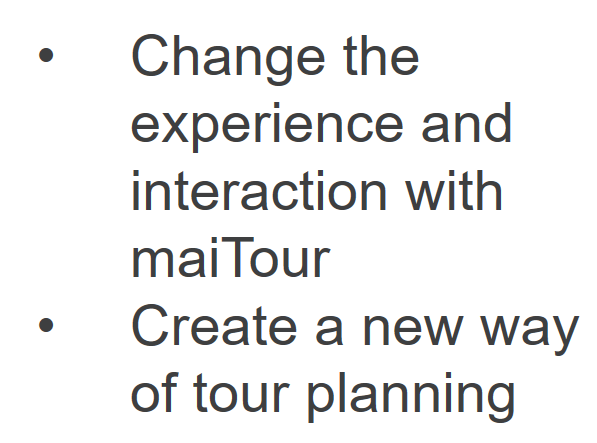 • Change the
experience and
interaction with
maiTour
• Create a new way
of tour planning